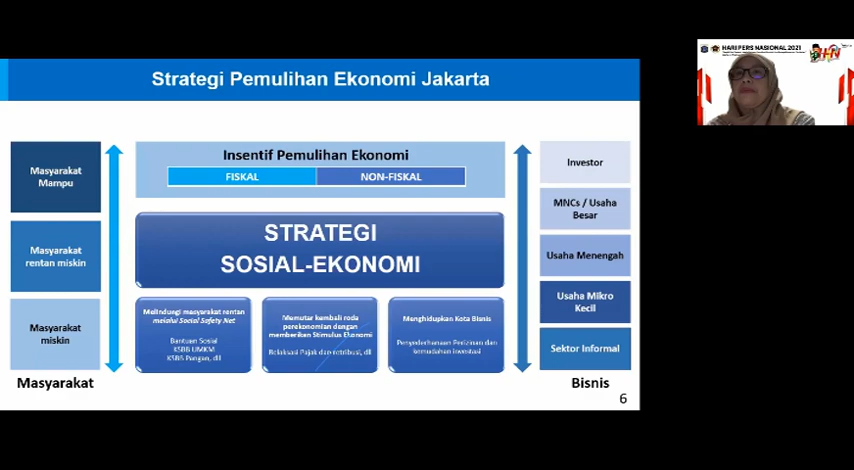 Strategi Pemulihan Ekonomi Jakarta
HARI PERS NASIONAL 2021
HPN
Masyarakat
Mampu
Masyarakat
rentan miskin
Masyarakat
miskin
Masyarakat
Insentif Pemulihan Ekonomi
FISKAL
NON-FISKAL
STRATEGI
SOSIAL-EKONOMI
Melindungi masyarakat rentan
melalui Social Safety Net
Bantuan Sosial
KSBB UMKM
KSBB Pangan, dll
Memutar kembali roda
perekonomian dengan
memberikan Stimulus Ekonomi
Relaksasi Pajak dan retribusi, dll
Menghidupkan Kota Bisnis
Penyederhanaan Perizinan dan
kemudahan investasi
Investor
MNCs / Usaha
Besar
Usaha Menengah
Usaha Mikro
Kecil
Sektor Informal
Bisnis
6